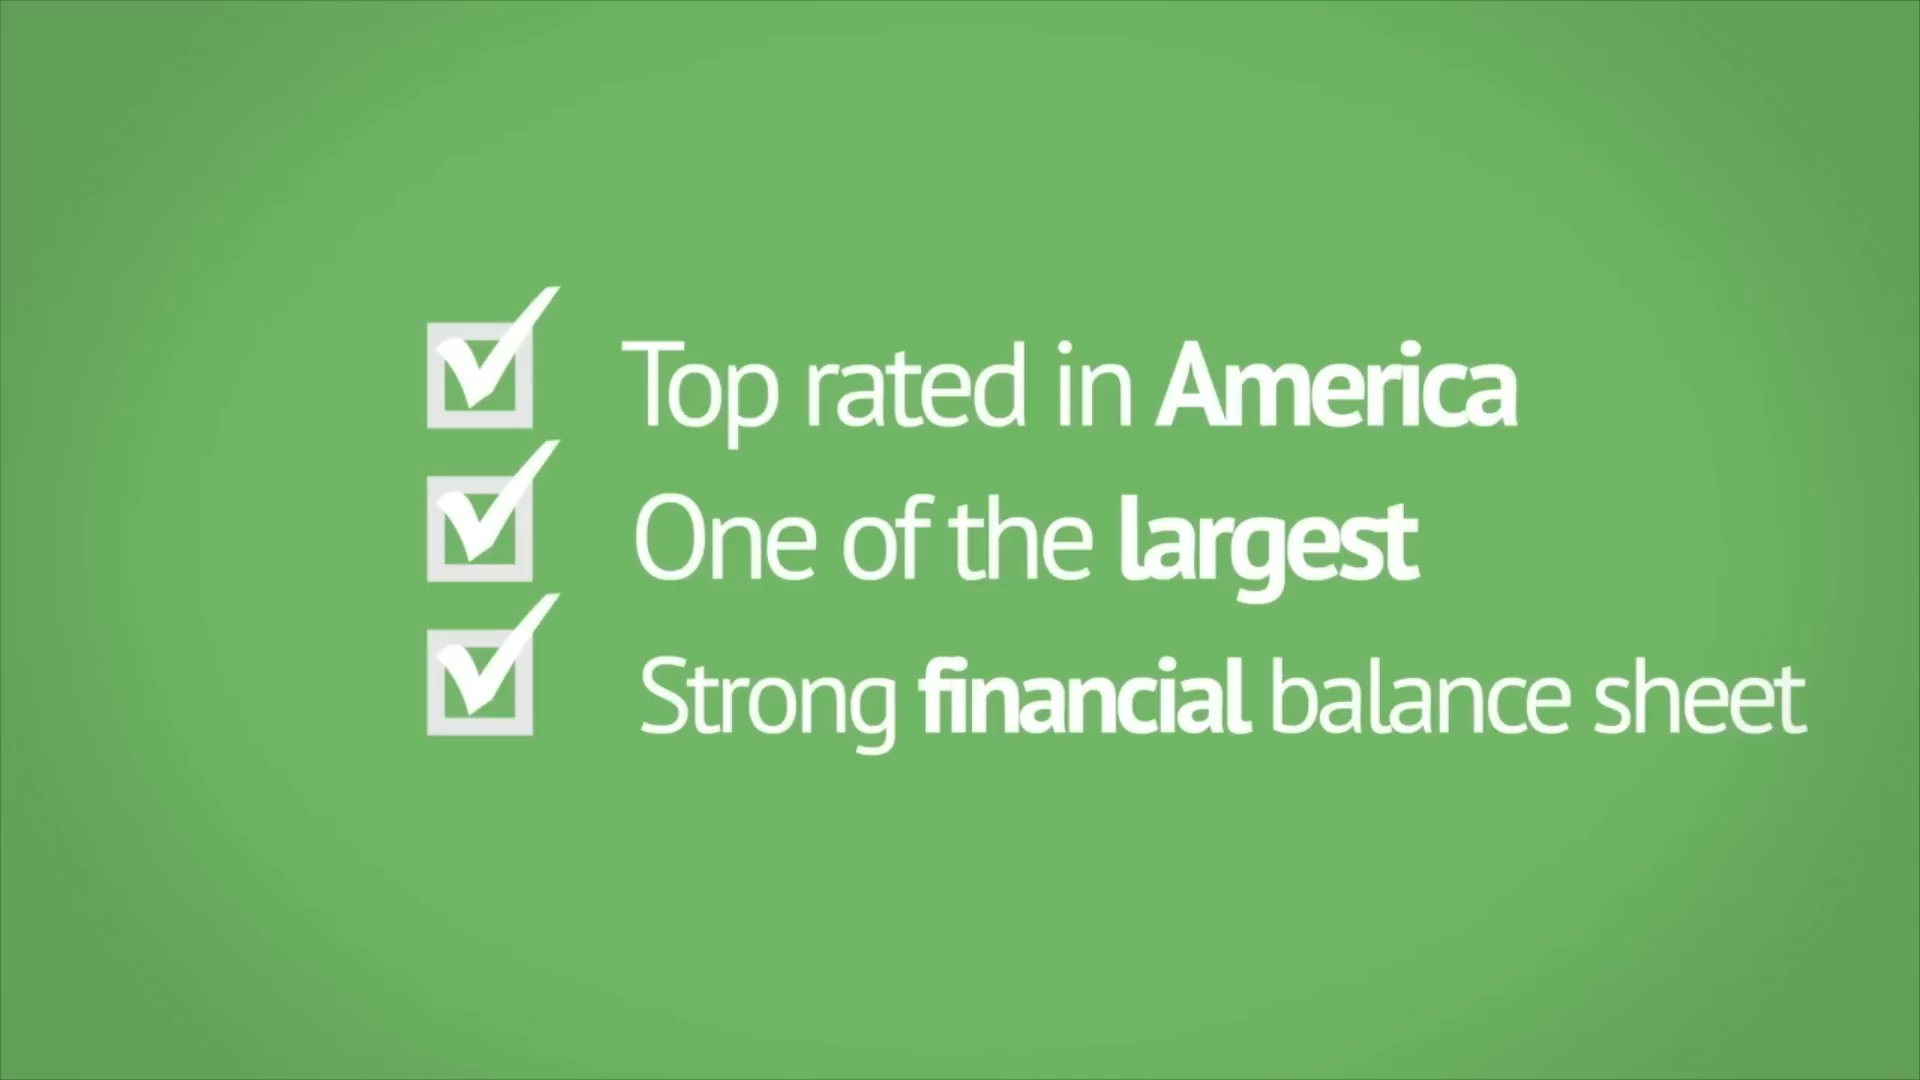 Top rated in America
One of the largest
Strong financial balance sheet